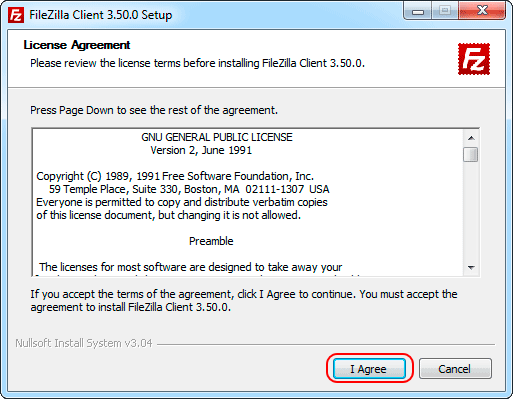 FileZilla Client 3.50.0 Setup
License Agreement
Please review the license terms before installing FileZilla Client 3.50.0.
Press Page Down to see the rest of the agreement.
GNU GENERAL PUBLIC LICENSE
Version 2, June 1991
Copyright (C) 1989, 1991 Free Software Foundation, Inc.
59 Temple Place, Suite 330, Boston, MA  02111-1307  USA
Everyone is permitted to copy and distribute verbatim copies
of this license document, but changing it is not allowed.
Preamble
The licenses for most software are designed to take away your
If you accept the terms of the agreement, click I Agree to continue. You must accept the
agreement to install FileZilla Client 3.50.0.
Nullsoft Install System v3.04
I Agree
Cancel